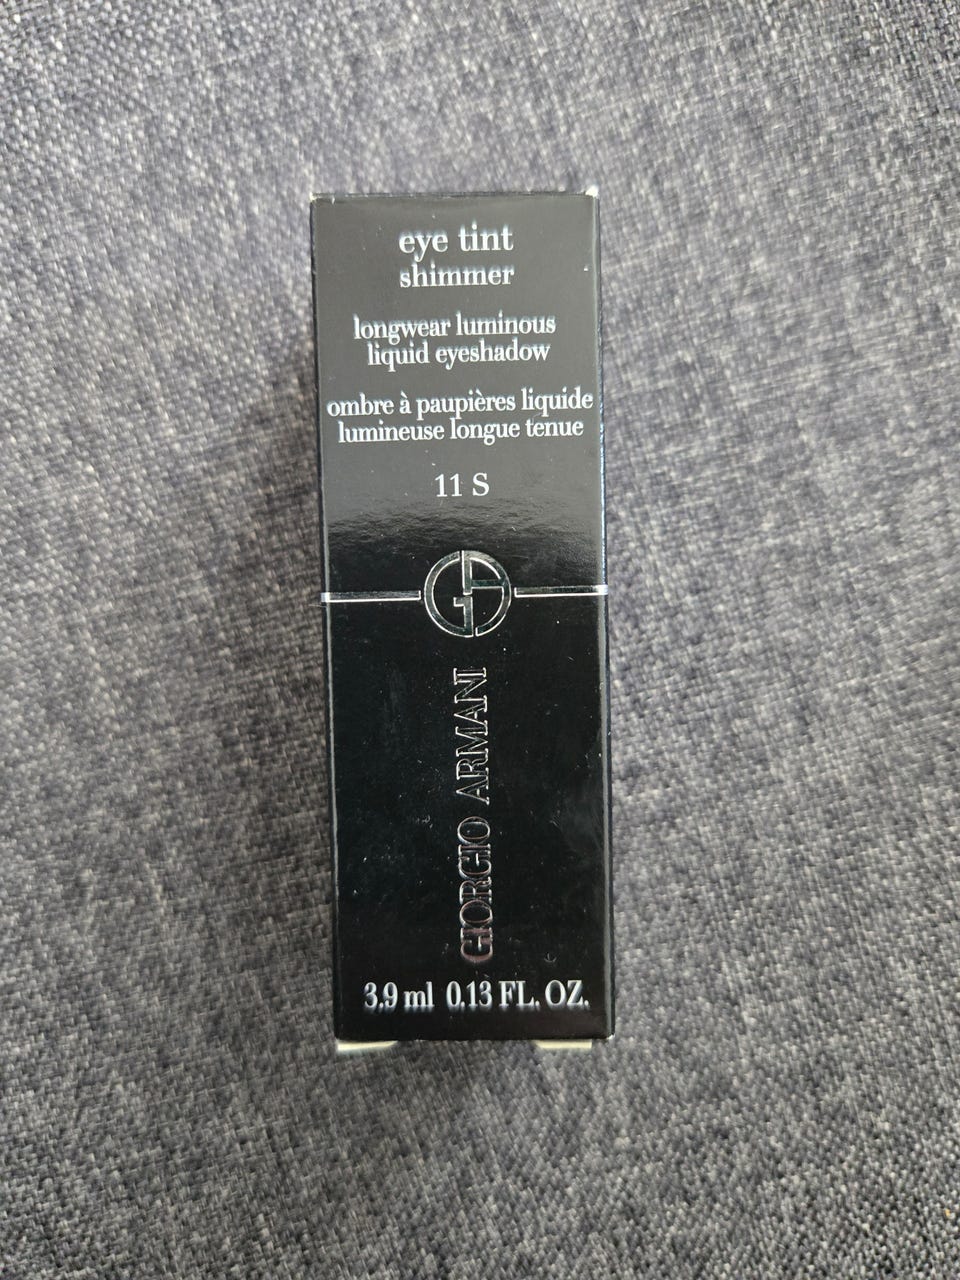 eye tint
shimmer
longwear luminous
liquid eyeshadow
ombre à paupières liquide
lumineuse longue tenue
11 S
GIORGIO ARMANI
3.9 ml 0.13 FL. OZ.